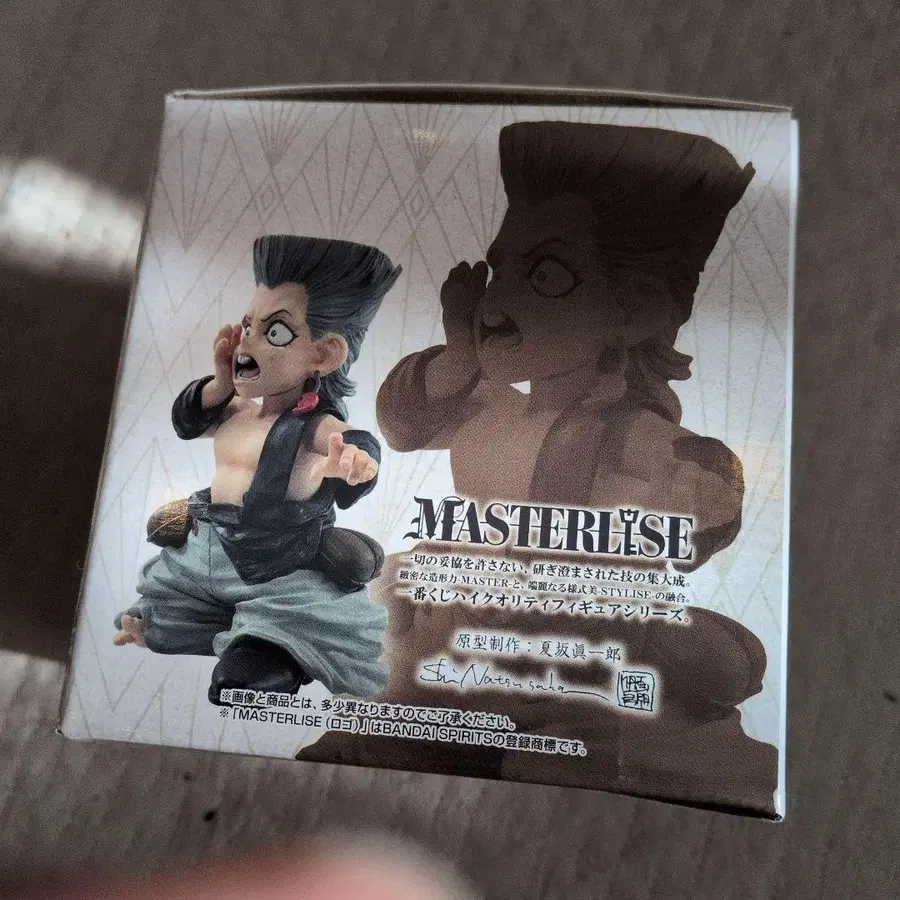 MASTERLISE
一切の妥協を許さない、研ぎ澄まされた技の集大成。
緻密な造形力-MASTER-と、端麗なる様式美-STYLISE-の融合。
一番くじハイクオリティフィギュアシリーズ。
原型制作：夏坂眞一郎
Shin Natsusaka
※画像と商品とは、多少異なりますのでご了承ください。
※「MASTERLISE（ロゴ）」はBANDAI SPIRITSの登録商標です。